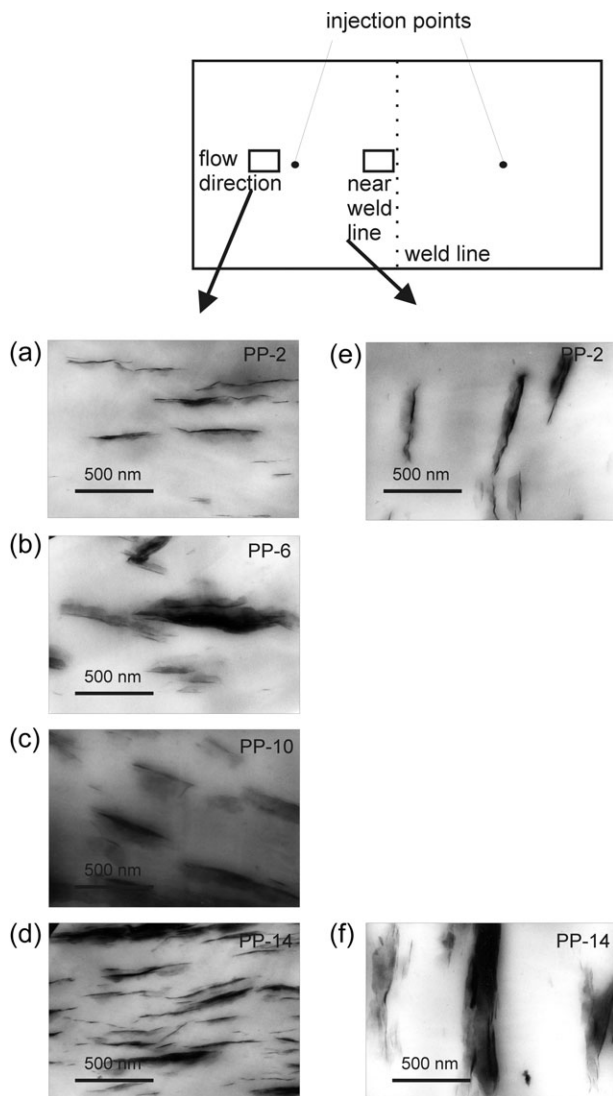 injection points
flow
direction
near
weld
line
weld line
(a)
PP-2
500 nm
(e)
PP-2
500 nm
(b)
PP-6
500 nm
(c)
PP-10
500 nm
(d)
PP-14
500 nm
(f)
PP-14
500 nm